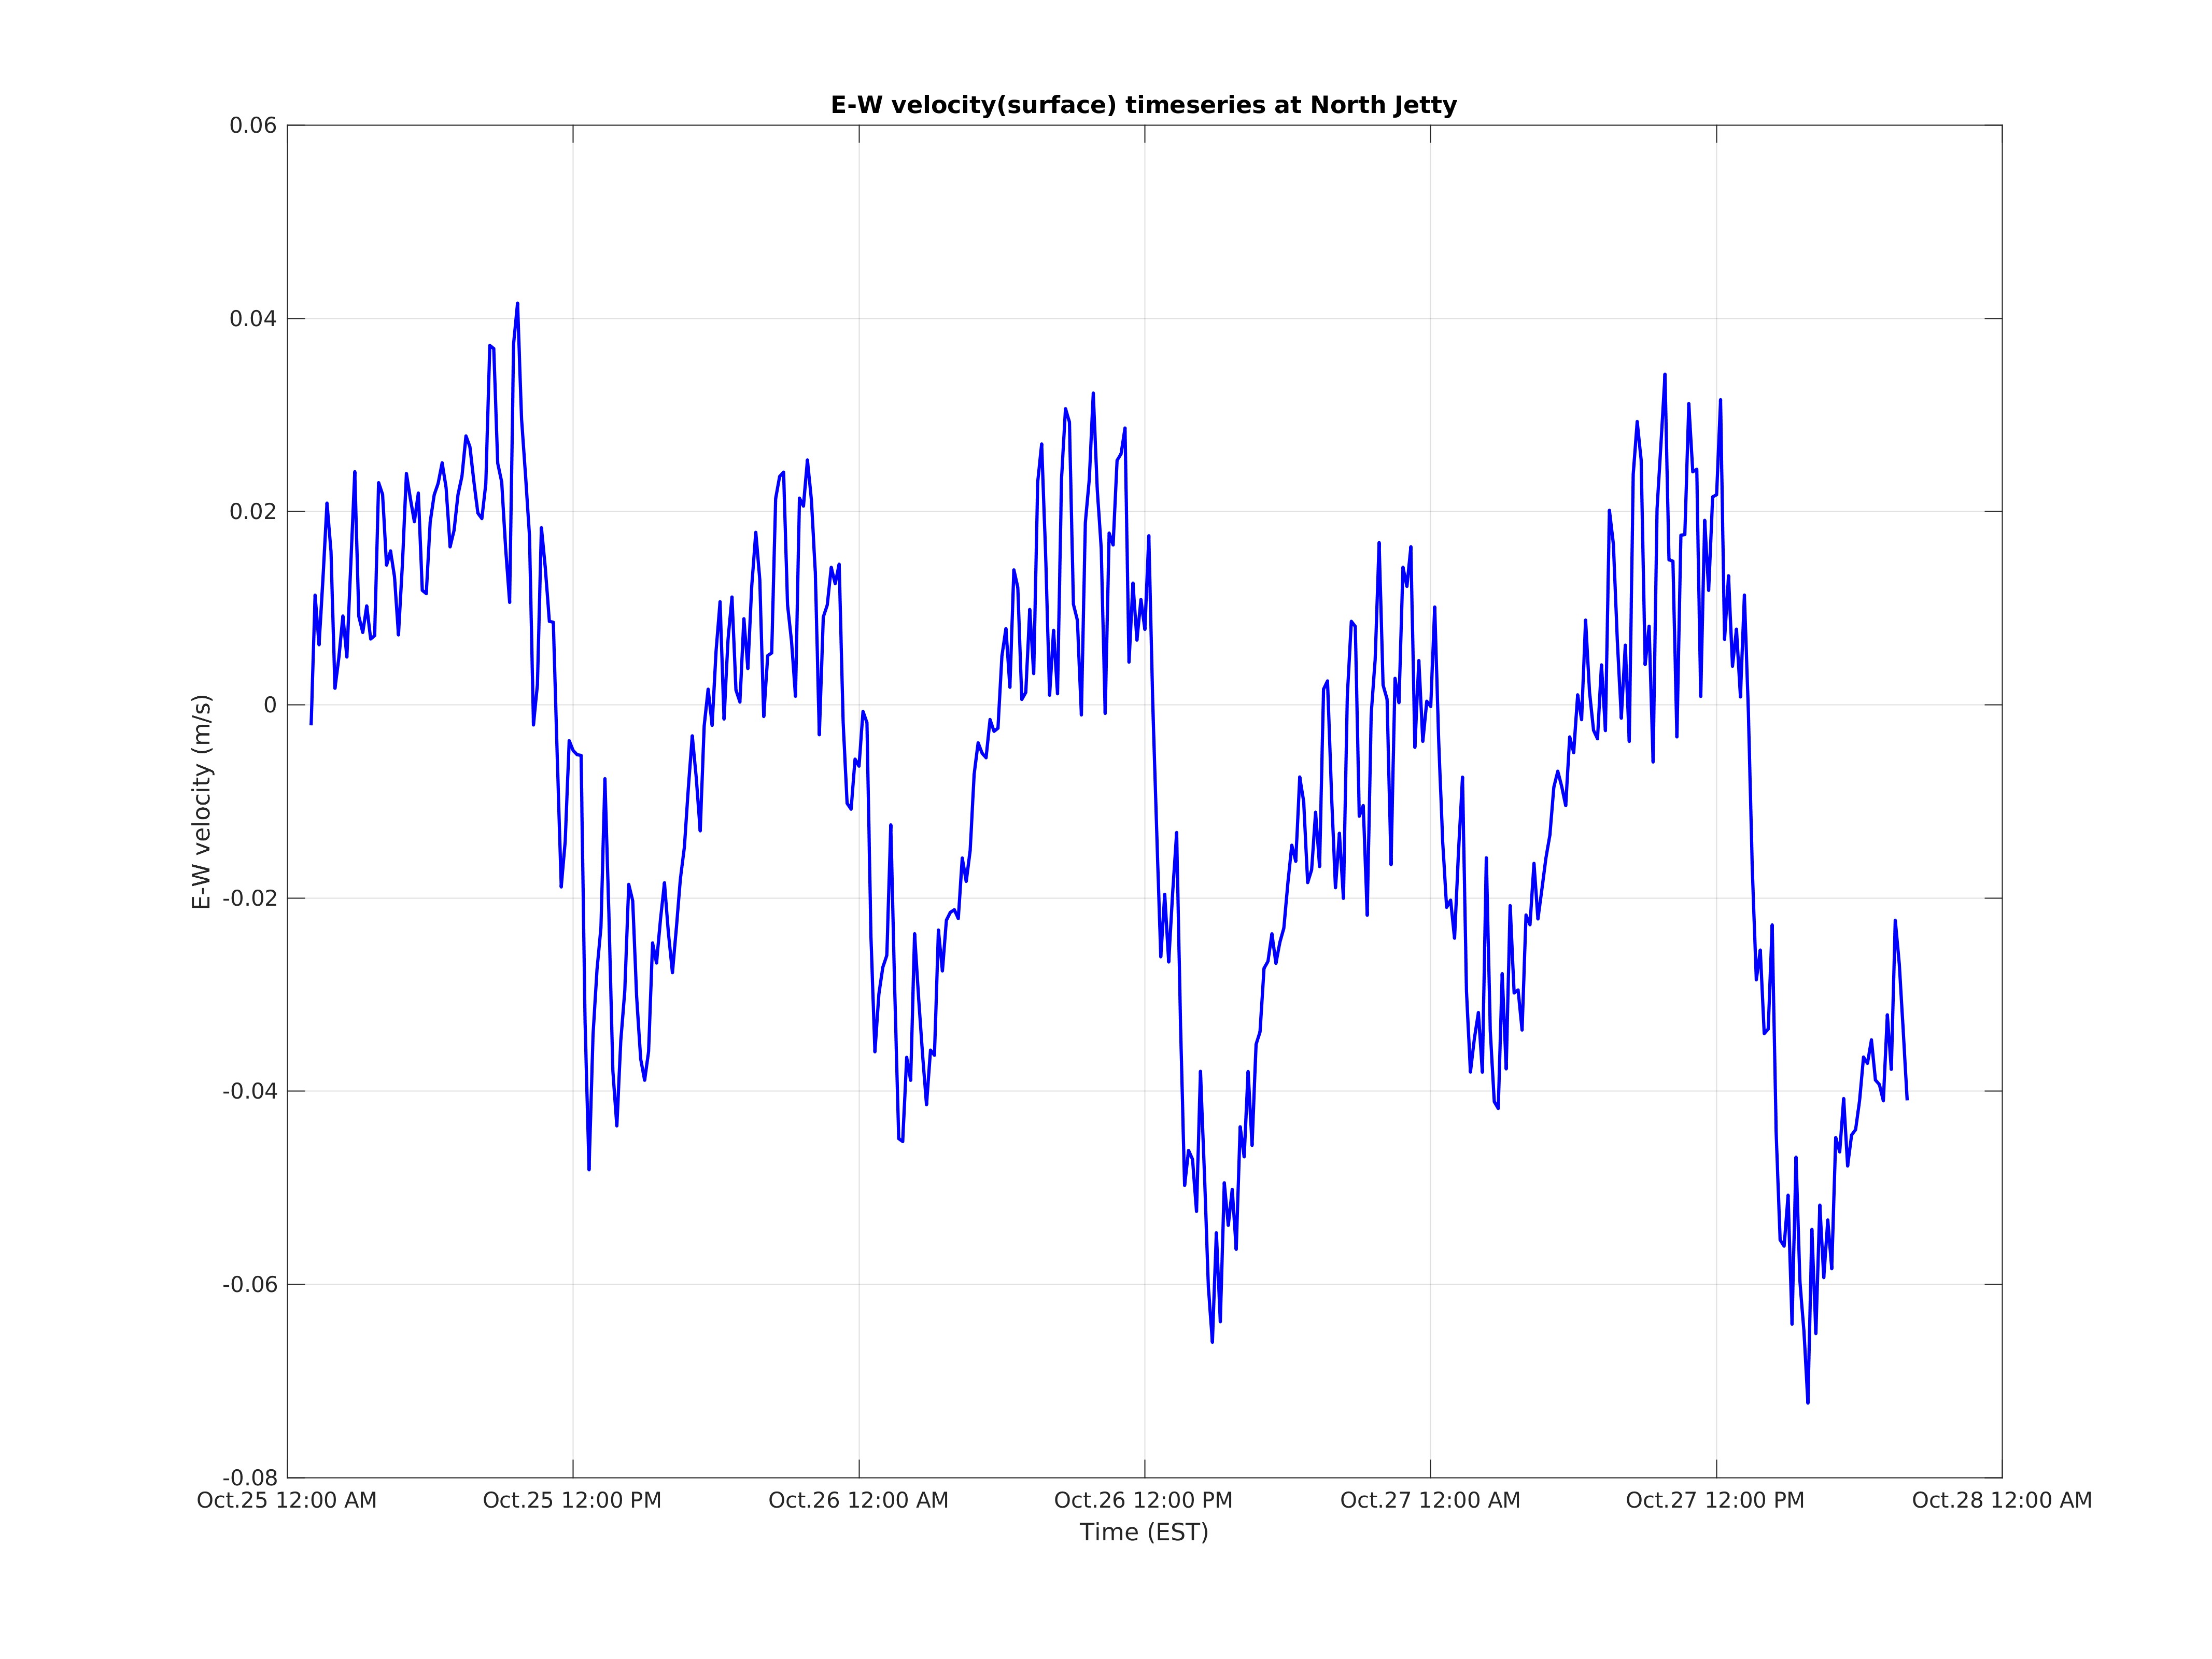 E-W velocity(surface) timeseries at North Jetty
0.06
0.04
0.02
0
-0.02
-0.04
-0.06
-0.08
E-W velocity (m/s)
Oct.25 12:00 AM Oct.25 12:00 PM Oct.26 12:00 AM Oct.26 12:00 PM Oct.27 12:00 AM Oct.27 12:00 PM Oct.28 12:00 AM
Time (EST)